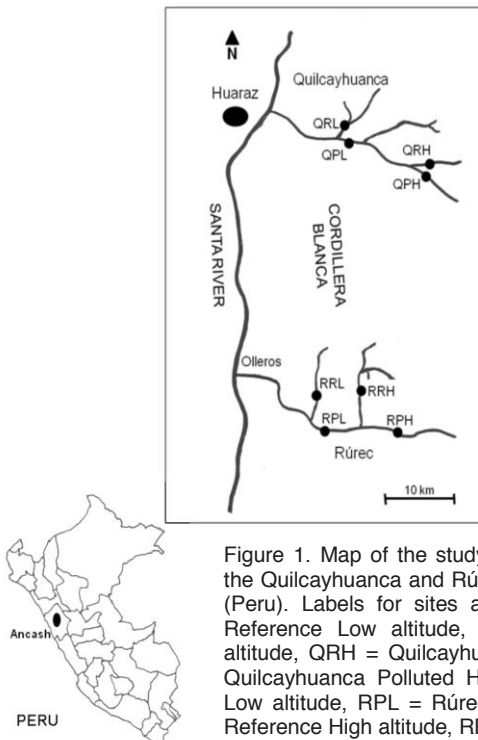 N
Quilcayhuanca
Huaraz
QRL
QPL
QRH
QPH
SANTA RIVER
CORDILLERA
BLANCA
Olleros
RRL
RRH
RPL
RPH
Rúrec
10 km
Ancash
PERU
Figure 1. Map of the study
the Quilcayhuanca and Rú
(Peru). Labels for sites a
Reference Low altitude,
altitude, QRH = Quilcayhu
Quilcayhuanca Polluted H
Low altitude, RPL = Rúre
Reference High altitude, RP